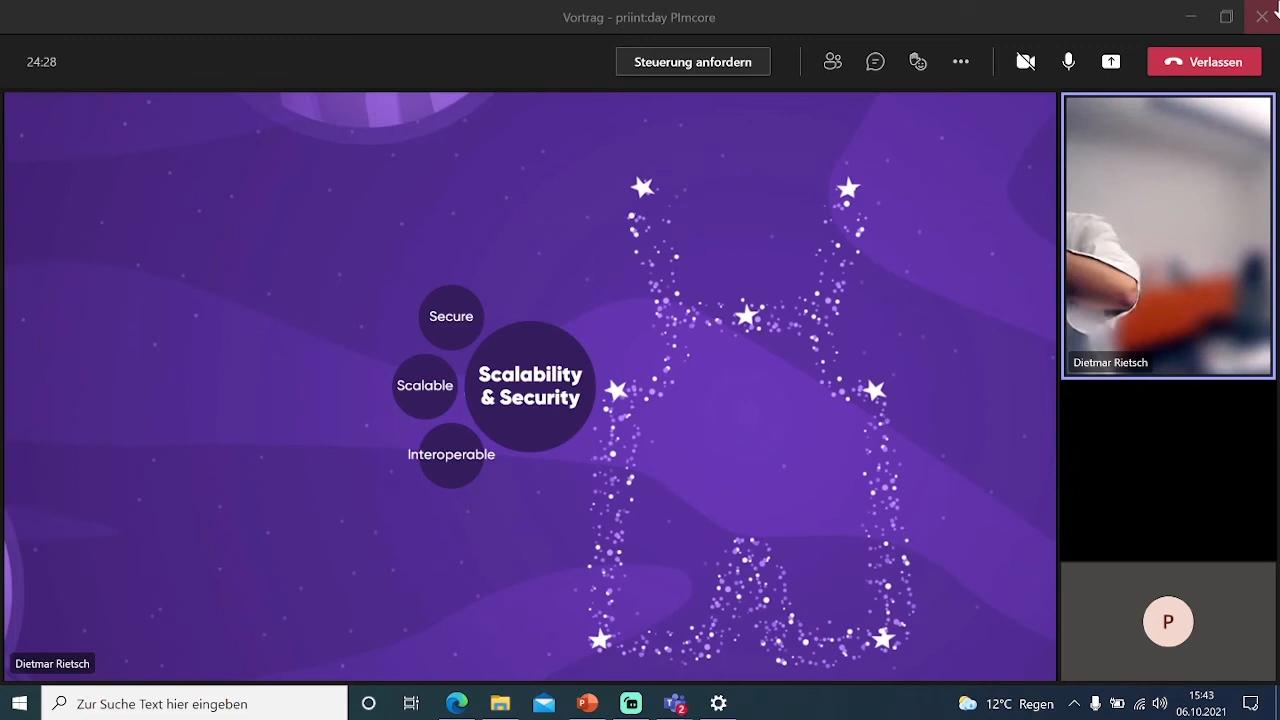 Vortrag - priint:day PImcore
24:28
Steuerung anfordern
Verlassen
Secure
Scalable
Interoperable
Scalability
& Security
Dietmar Rietsch
Dietmar Rietsch
P
Zur Suche Text hier eingeben
2
12°C Regen
15:43
06.10.2021